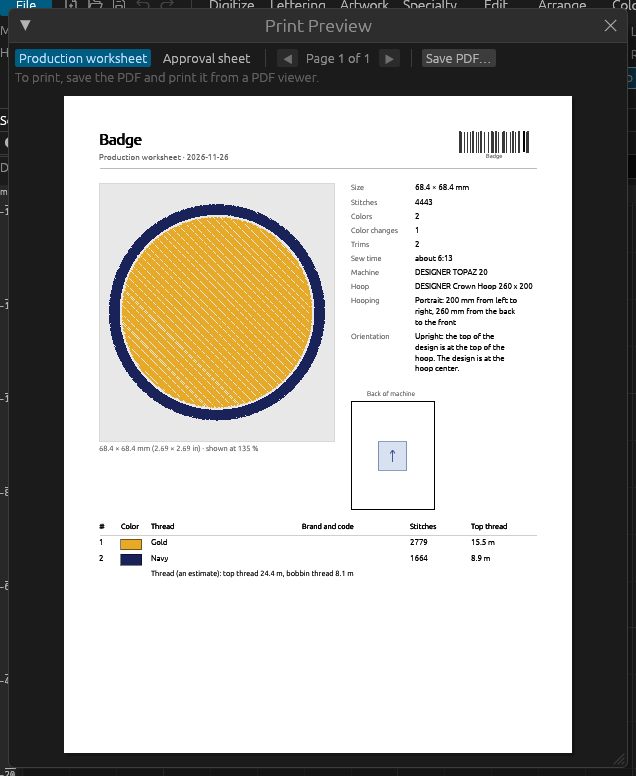 File
Digitize
Lettering
Artwork
Specialty
Edit
Arrange
Print Preview
Production worksheet
Approval sheet
Page 1 of 1
Save PDF...
To print, save the PDF and print it from a PDF viewer.
Badge
Production worksheet · 2026-11-26
Badge
Size 68.4 × 68.4 mm
Stitches 4443
Colors 2
Color changes 1
Trims 2
Sew time about 6:13
Machine DESIGNER TOPAZ 20
Hoop DESIGNER Crown Hoop 260 x 200
Hooping Portrait: 200 mm from left to
right, 260 mm from the back
to the front
Orientation Upright: the top of the
design is at the top of the
hoop. The design is at the
hoop center.
Back of machine
68.4 × 68.4 mm (2.69 × 2.69 in) · shown at 135 %
# Color Thread Brand and code Stitches Top thread
1 Gold 2779 15.5 m
2 Navy 1664 8.9 m
Thread (an estimate): top thread 24.4 m, bobbin thread 8.1 m